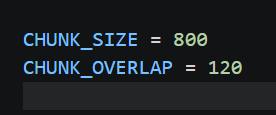 CHUNK_SIZE = 800
CHUNK_OVERLAP = 120